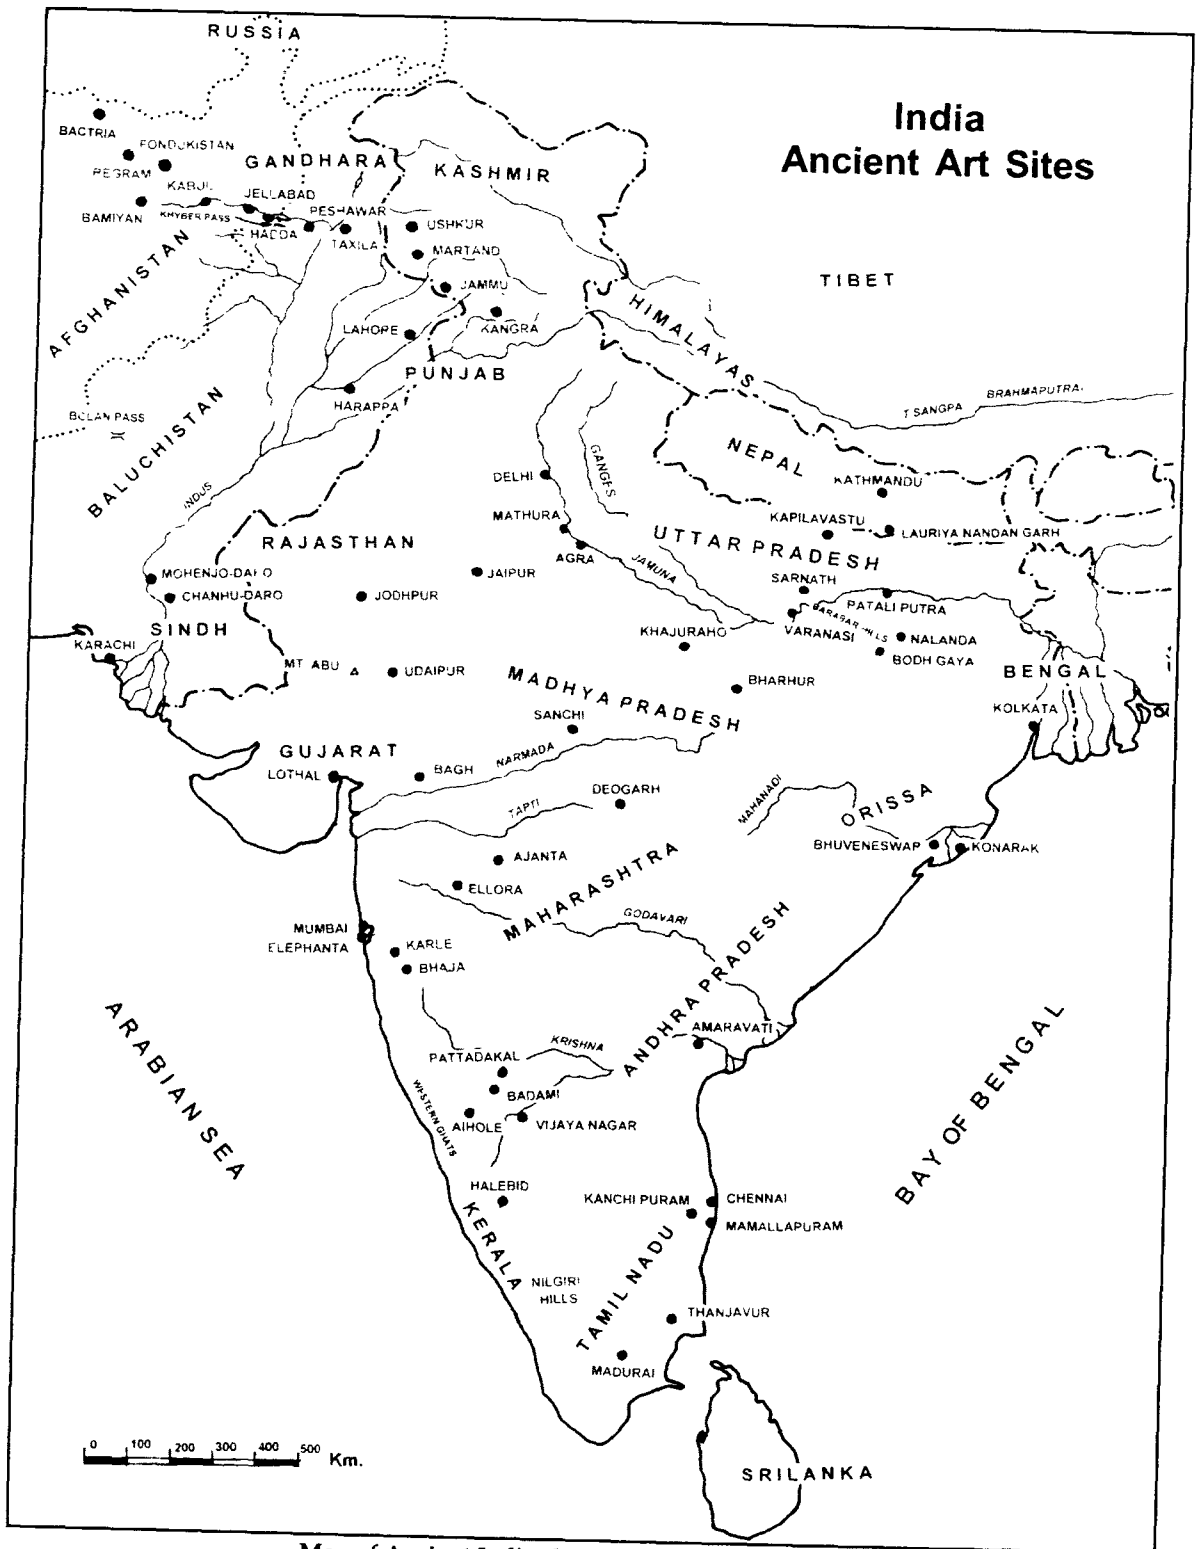 RUSSIA
India
Ancient Art Sites
BACTRIA
FONDUKISTAN
GANDHARA
KASHMIR
PEGRAM
KABJL
JELLABAD
BAMIYAN
KHYBER PASS
PESHAWAR
HADDA
TAXILA
USHKUR
MARTAND
AFGHANISTAN
TIBET
JAMMU
HIMALAYAS
LAHORE
KANGRA
PUNJAB
TSANGPA
BRAHMAPUTRA
HARAPPA
BOLAN PASS
BALUCHISTAN
NEPAL
GANGES
DELHI
KATHMANDU
INDUS
MATHURA
KAPILAVASTU
LAURIYA NANDAN GARH
UTTAR PRADESH
RAJASTHAN
AGRA
JAMUNA
MOHENJO-DARO
JAIPUR
SARNATH
CHANHU-DARO
JODHPUR
PATALI PUTRA
SINDH
BARABAR HILLS
KHAJURAHO
VARANASI
NALANDA
KARACHI
BODH GAYA
MT ABU
UDAIPUR
BENGAL
MADHYA PRADESH
BHARHUR
SANCHI
KOLKATA
GUJARAT
NARMADA
LOTHAL
BAGH
DEOGARH
MAHANADI
ORISSA
TAPTI
BHUVENESWAP
KONARAK
AJANTA
MAHARASHTRA
ELLORA
GODAVARI
MUMBAI
ELEPHANTA
KARLE
BHAJA
ANDHRA PRADESH
ARABIAN SEA
AMARAVATI
BAY OF BENGAL
KRISHNA
PATTADAKAL
BADAMI
WESTERN GHATS
AIHOLE
VIJAYA NAGAR
HALEBID
KANCHI PURAM
CHENNAI
MAMALLAPURAM
KERALA
TAMIL NADU
NILGIRI
HILLS
THANJAVUR
MADURAI
0 100 200 300 400 500 Km.
SRILANKA